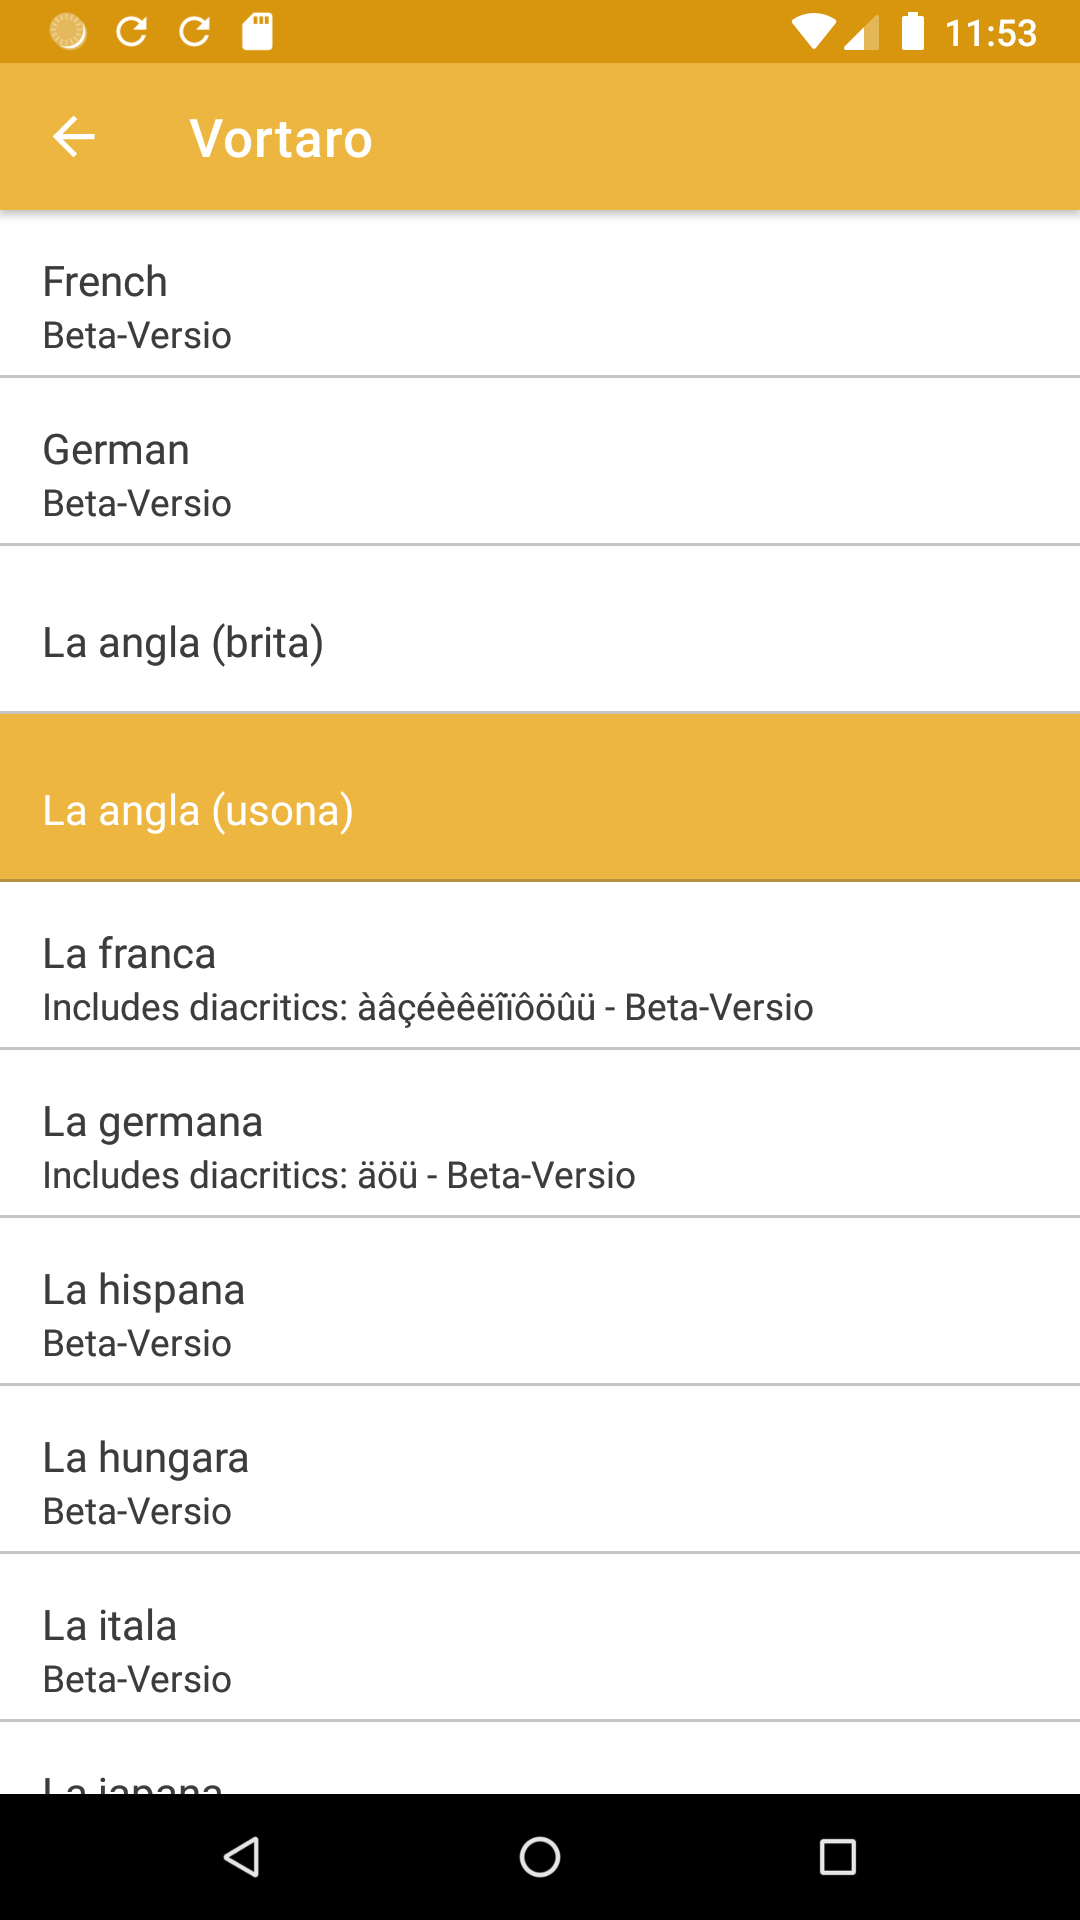 11:53
Vortaro
French
Beta-Versio
German
Beta-Versio
La angla (brita)
La angla (usona)
La franca
Includes diacritics: àâçéèêëîïôöûü - Beta-Versio
La germana
Includes diacritics: äöü - Beta-Versio
La hispana
Beta-Versio
La hungara
Beta-Versio
La itala
Beta-Versio
La japana